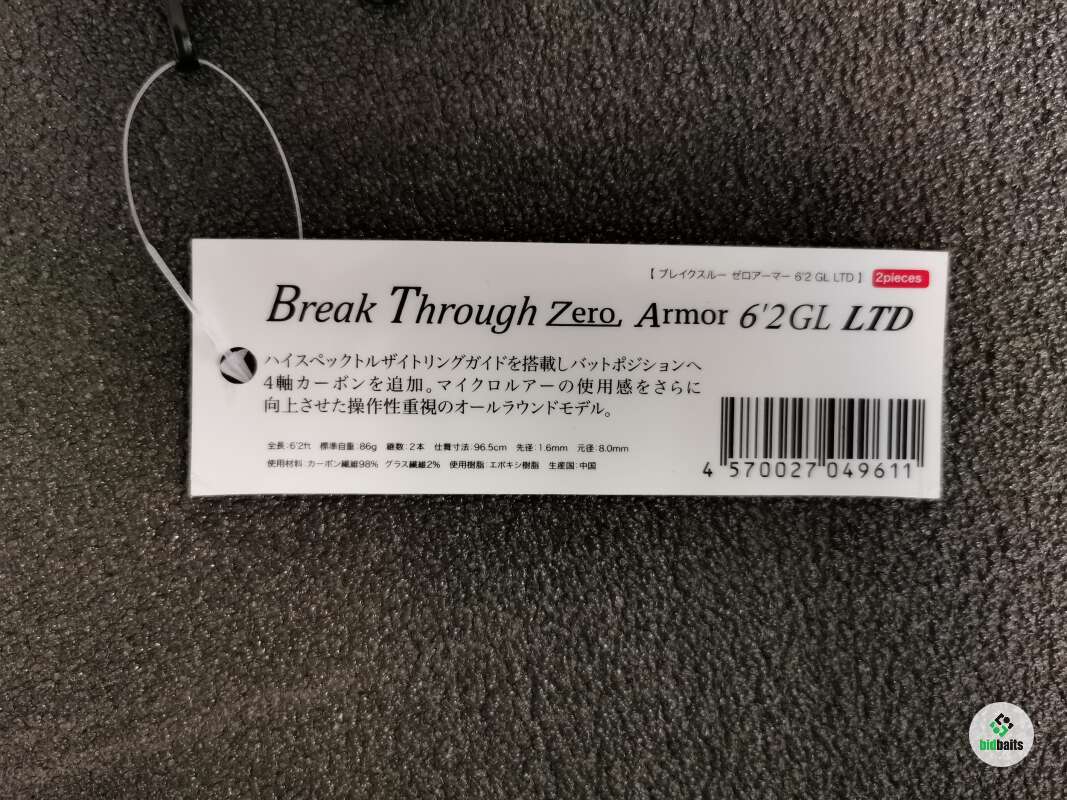 【 ブレイクスルー ゼロアーマー 6'2 GL LTD 】 2pieces
Break Through Zero. Armor 6'2GL LTD
ハイスペックトルザイトリングガイドを搭載しバットポジションへ
4軸カーボンを追加。マイクロルアーの使用感をさらに
向上させた操作性重視のオールラウンドモデル。
全長:6'2ft 標準自重:86g 継数:2本 仕舞寸法:96.5cm 先径:1.6mm 元径:8.0mm
使用材料:カーボン繊維98% グラス繊維2% 使用樹脂:エポキシ樹脂 生産国:中国
4 570027 049611
bidbaits